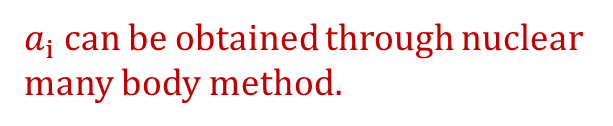 aᵢ can be obtained through nuclear
many body method.